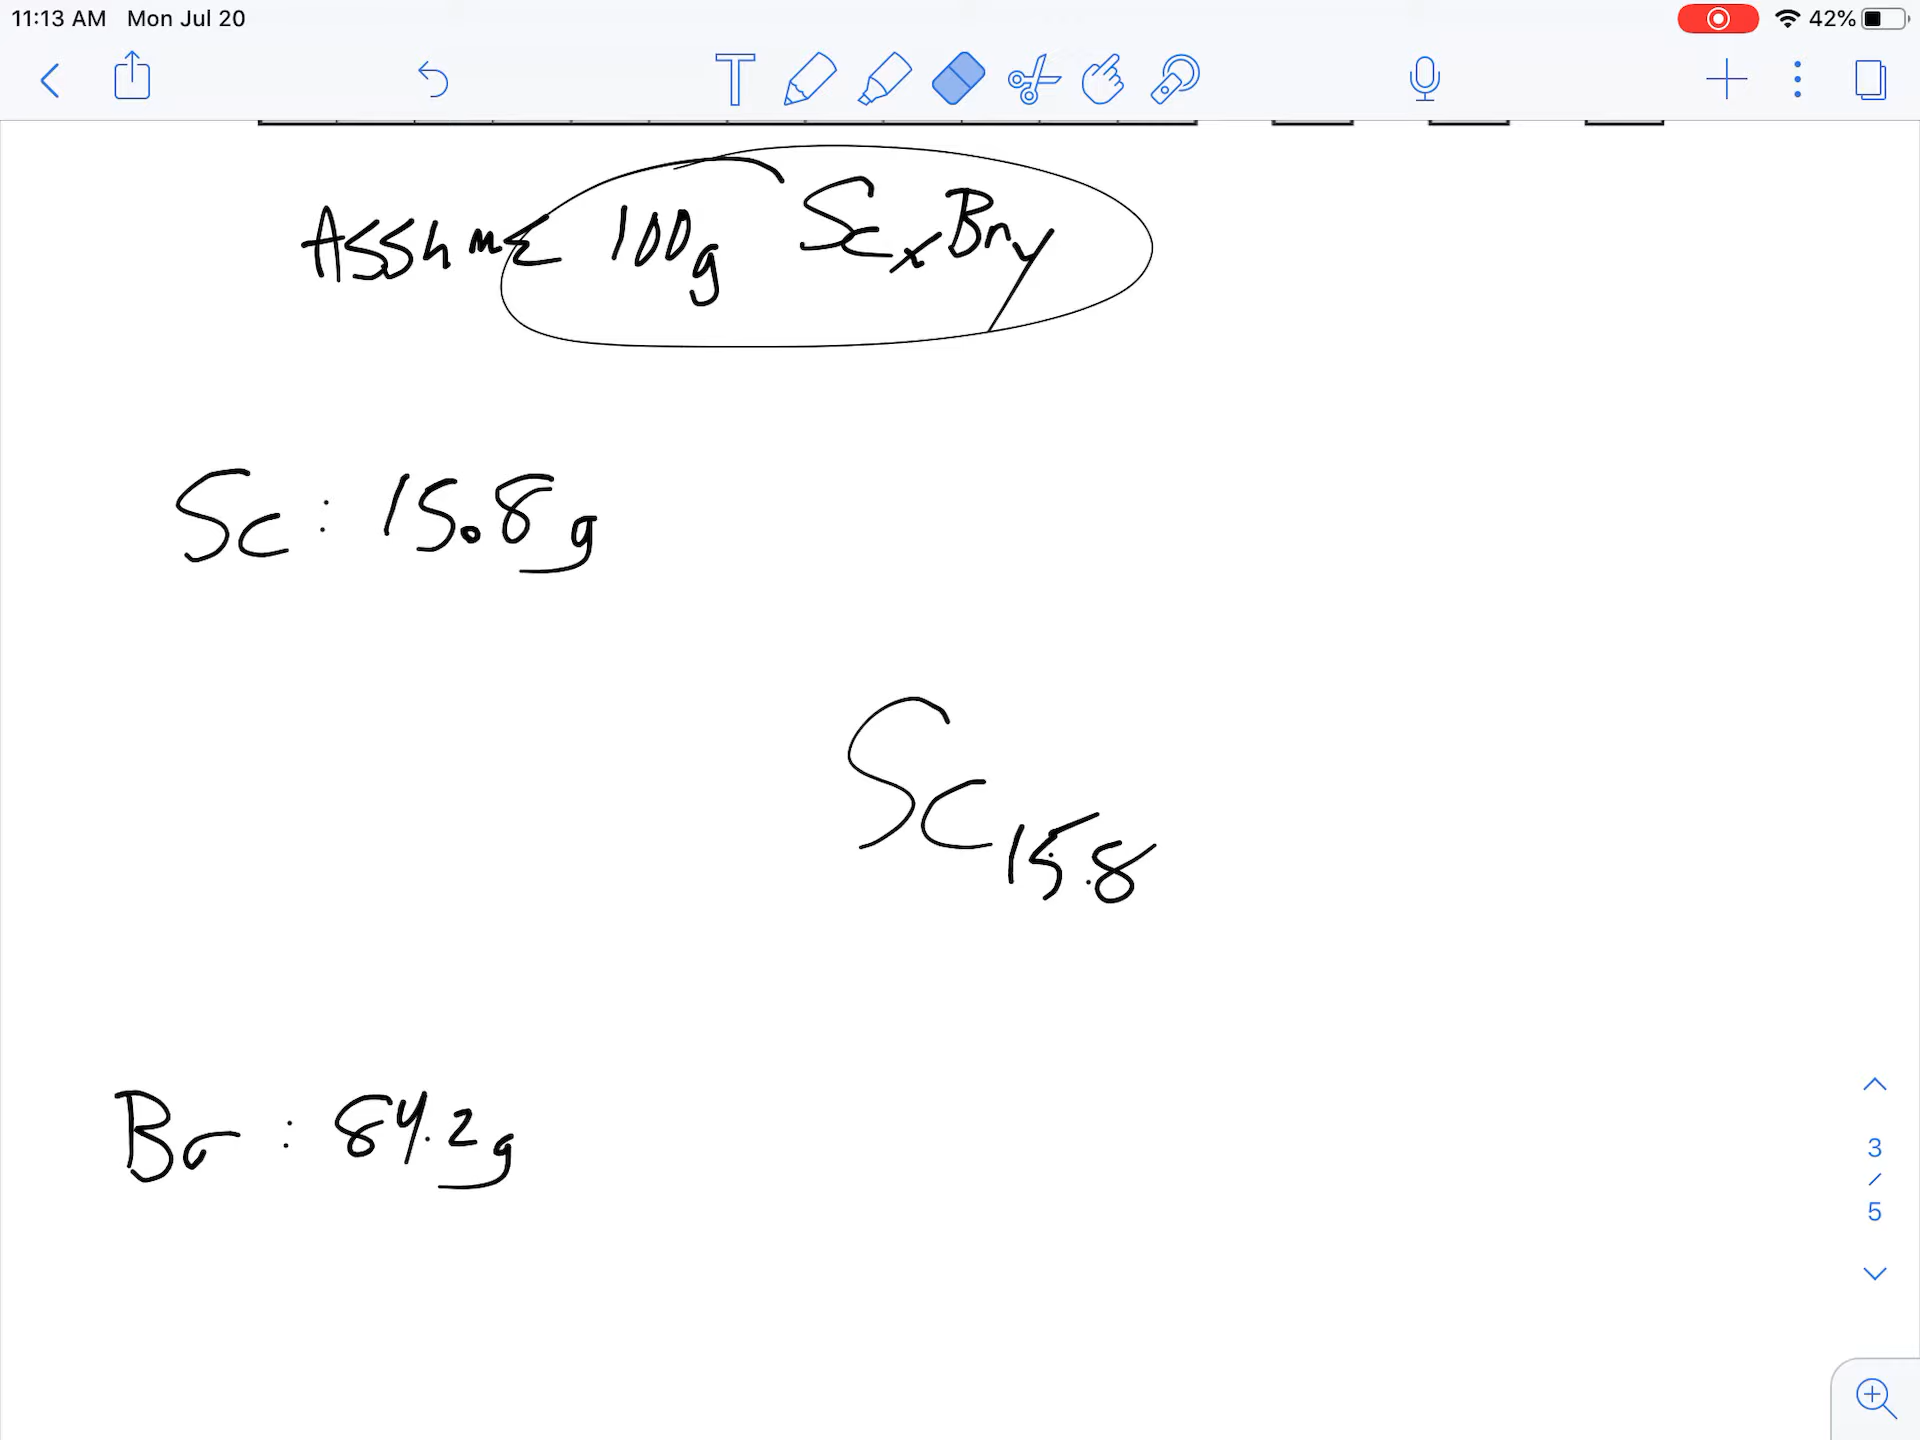 11:13 AM Mon Jul 20
42%
T
Assume 100g ScxBry
Sc: 15.8g
Sc15.8
Br: 84.2g
3
/
5